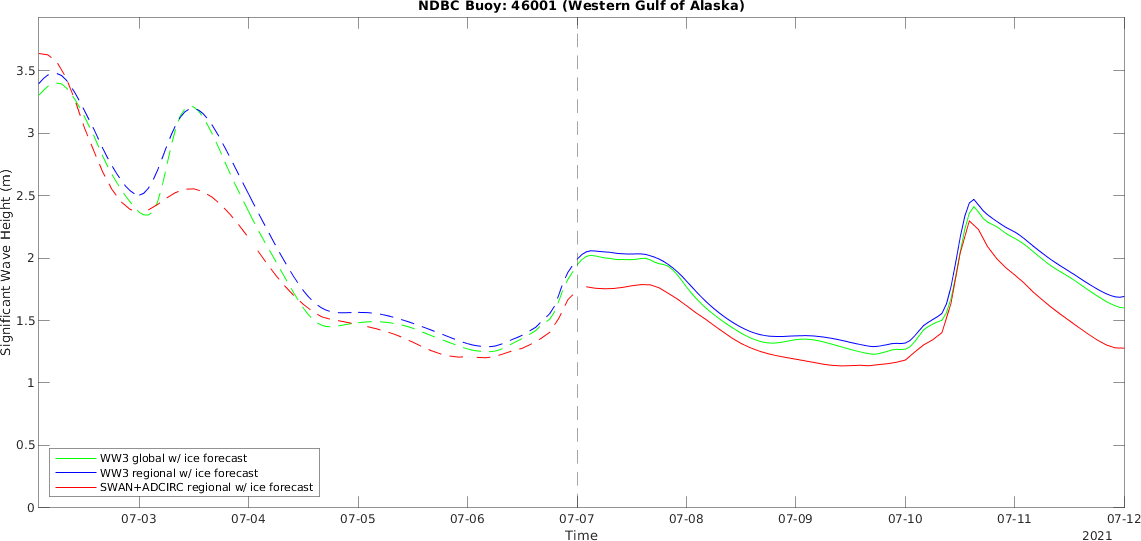 NDBC Buoy: 46001 (Western Gulf of Alaska)
Significant Wave Height (m)
3.5
3
2.5
2
1.5
1
0.5
0
WW3 global w/ ice forecast
WW3 regional w/ ice forecast
SWAN+ADCIRC regional w/ ice forecast
07-03 07-04 07-05 07-06 07-07 07-08 07-09 07-10 07-11 07-12
Time 2021